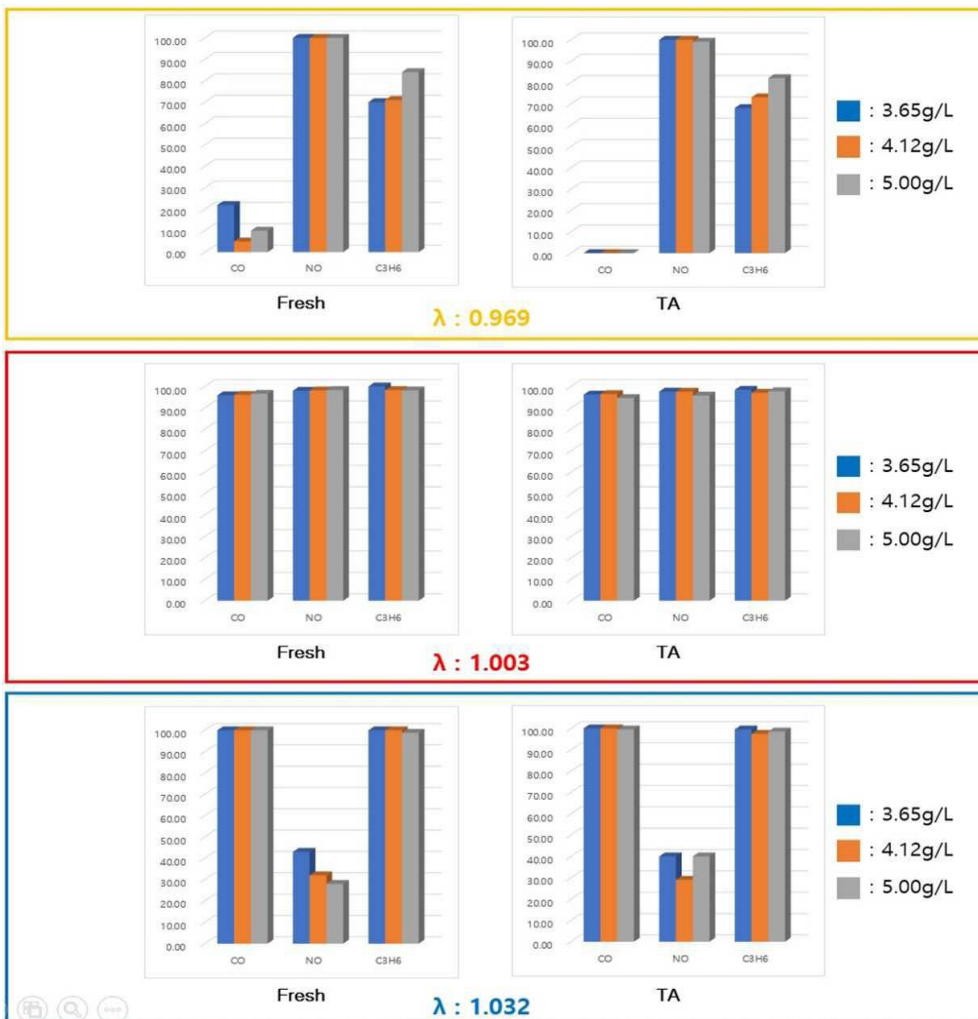 100.00
90.00
80.00
70.00
60.00
50.00
40.00
30.00
20.00
10.00
0.00
CO NO C3H6
Fresh
100.00
90.00
80.00
70.00
60.00
50.00
40.00
30.00
20.00
10.00
0.00
CO NO C3H6
TA
: 3.65g/L
: 4.12g/L
: 5.00g/L
λ : 0.969
100.00
90.00
80.00
70.00
60.00
50.00
40.00
30.00
20.00
10.00
0.00
CO NO C3H6
Fresh
100.00
90.00
80.00
70.00
60.00
50.00
40.00
30.00
20.00
10.00
0.00
CO NO C3H6
TA
: 3.65g/L
: 4.12g/L
: 5.00g/L
λ : 1.003
100.00
90.00
80.00
70.00
60.00
50.00
40.00
30.00
20.00
10.00
0.00
CO NO C3H6
Fresh
100.00
90.00
80.00
70.00
60.00
50.00
40.00
30.00
20.00
10.00
0.00
CO NO C3H6
TA
: 3.65g/L
: 4.12g/L
: 5.00g/L
λ : 1.032